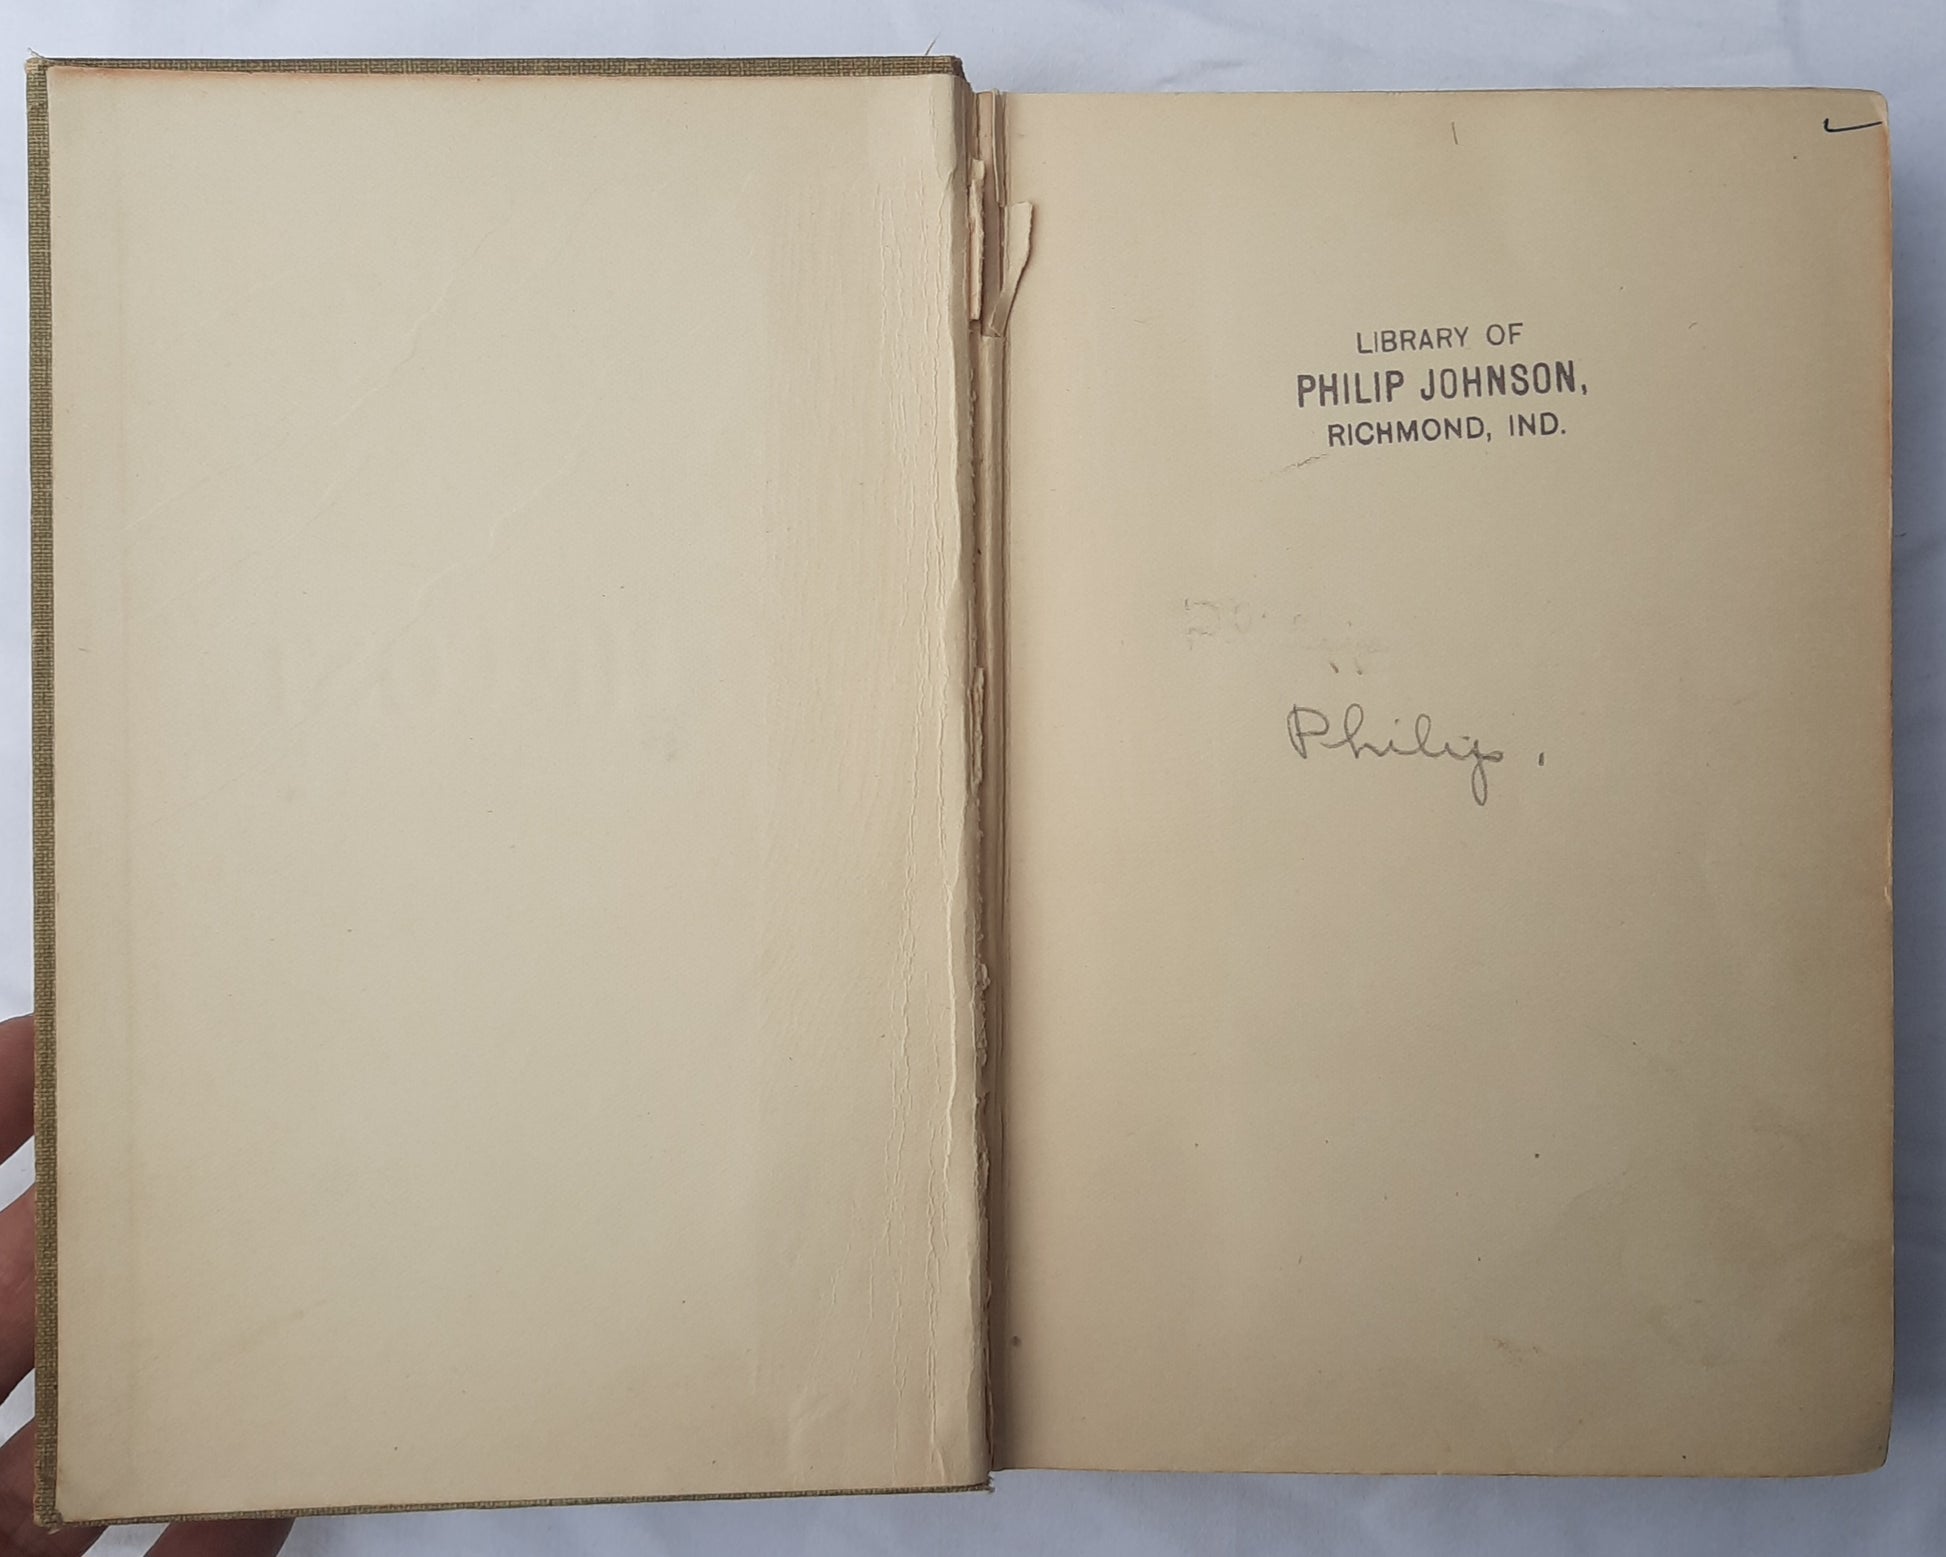 LIBRARY OF
PHILIP JOHNSON,
RICHMOND, IND.
Philip.